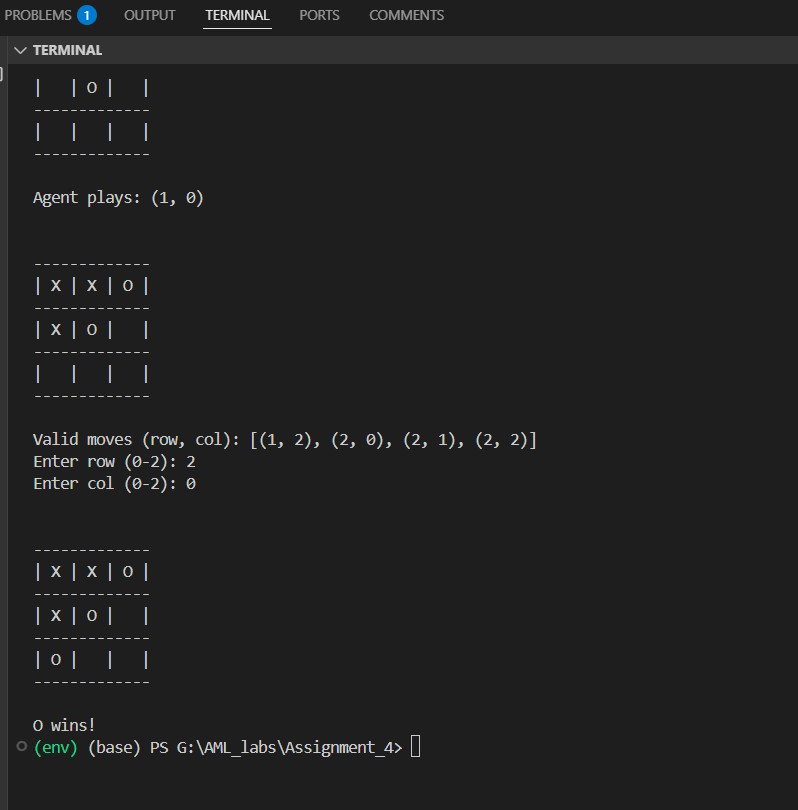 PROBLEMS 1 OUTPUT TERMINAL PORTS COMMENTS
TERMINAL
|   | O |   |
-------------
|   |   |   |
-------------
Agent plays: (1, 0)
-------------
| X | X | O |
-------------
| X | O |   |
-------------
|   |   |   |
-------------
Valid moves (row, col): [(1, 2), (2, 0), (2, 1), (2, 2)]
Enter row (0-2): 2
Enter col (0-2): 0
-------------
| X | X | O |
-------------
| X | O |   |
-------------
| O |   |   |
-------------
O wins!
(env) (base) PS G:\AML_labs\Assignment_4>